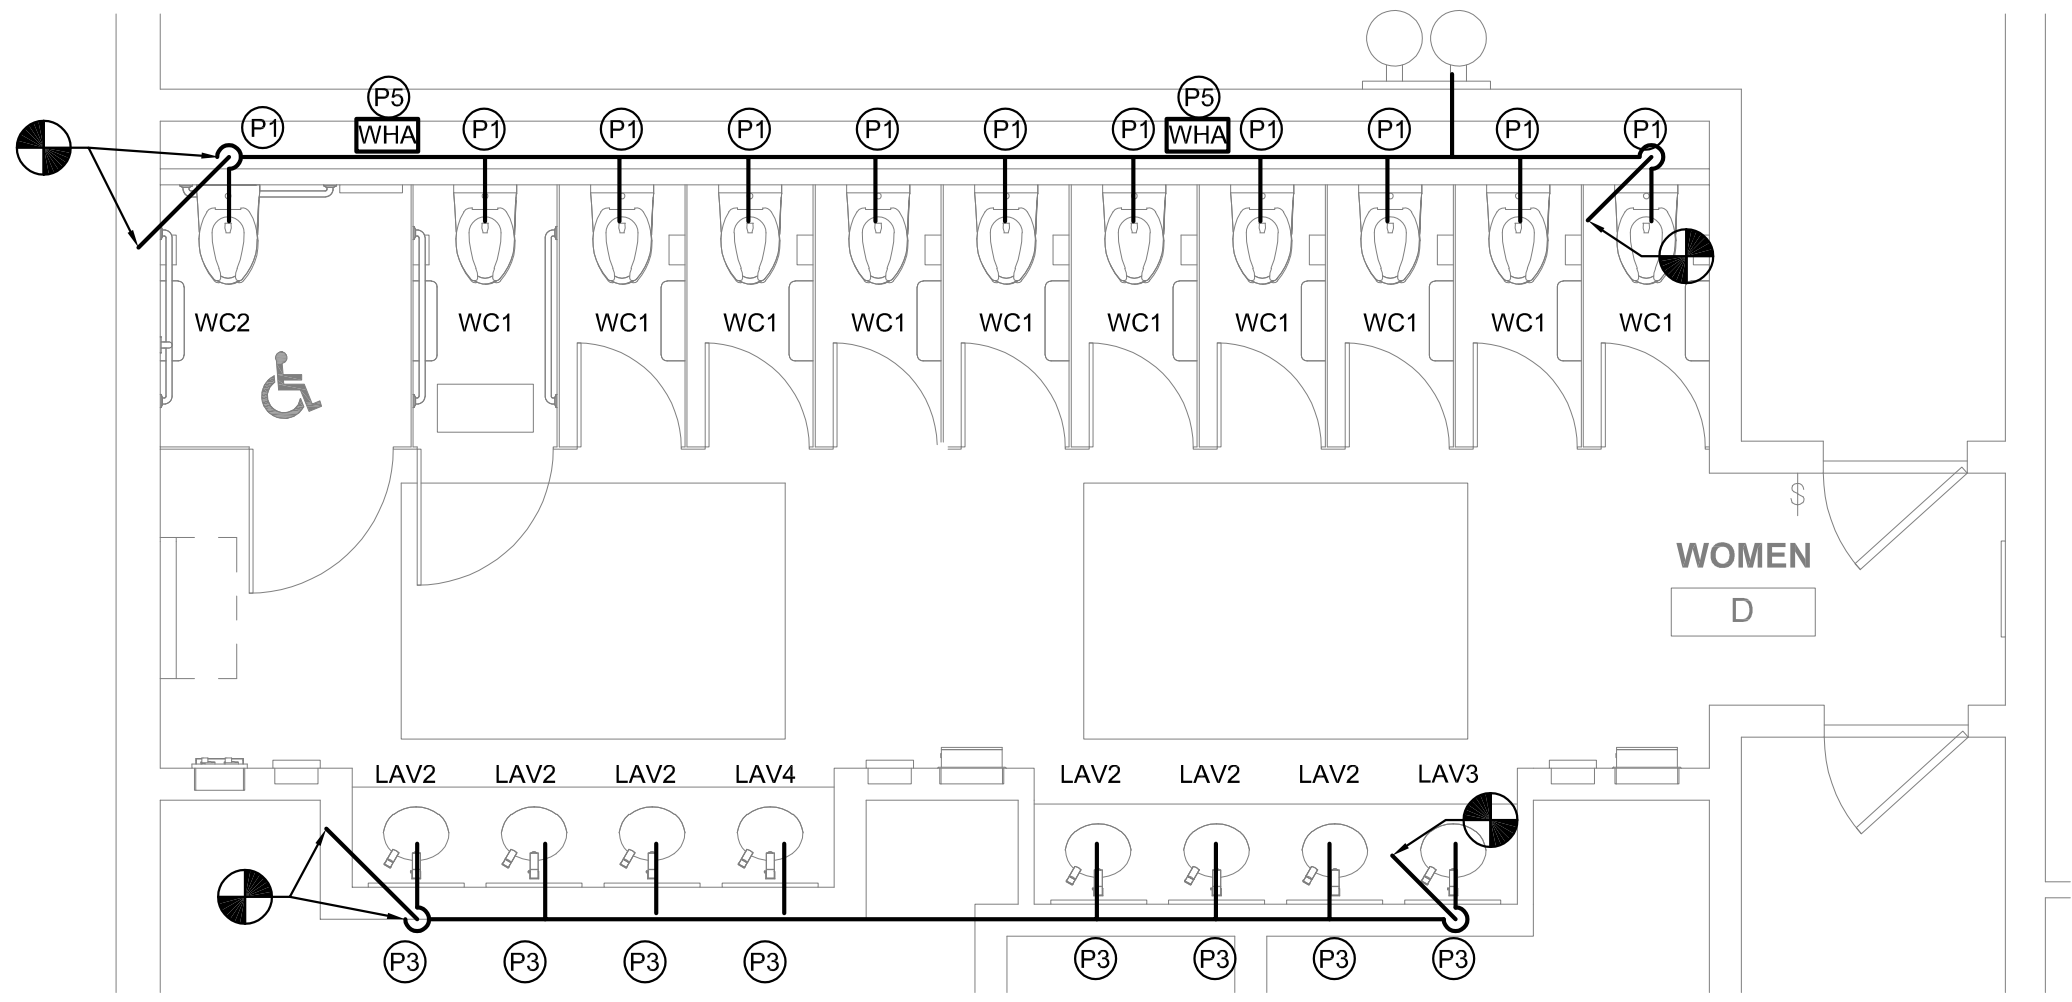 P5 P5
P1 WHA P1 P1 P1 P1 P1 P1 WHA P1 P1 P1 P1
WC2 WC1 WC1 WC1 WC1 WC1 WC1 WC1 WC1 WC1 WC1
S
WOMEN
D
LAV2 LAV2 LAV2 LAV4 LAV2 LAV2 LAV2 LAV3
P3 P3 P3 P3 P3 P3 P3 P3